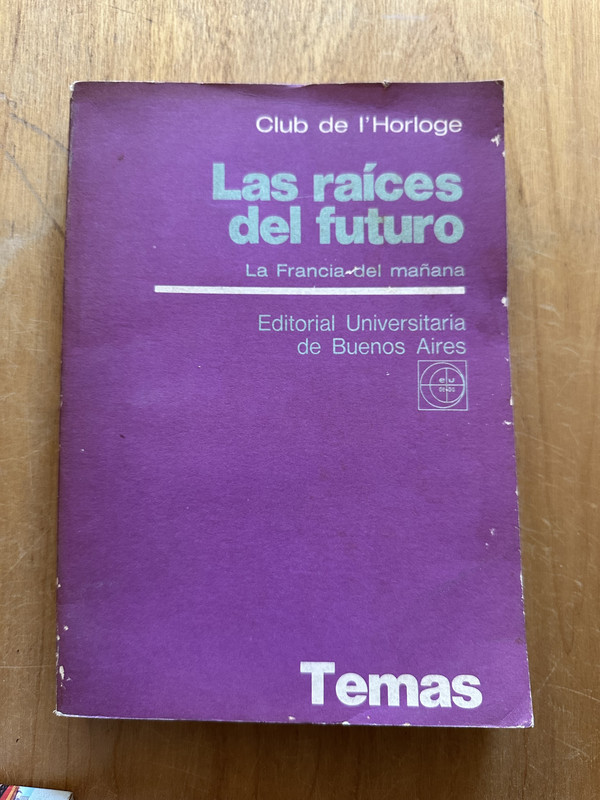 Club de l'Horloge
Las raíces
del futuro
La Francia del mañana
Editorial Universitaria
de Buenos Aires
e u
Temas